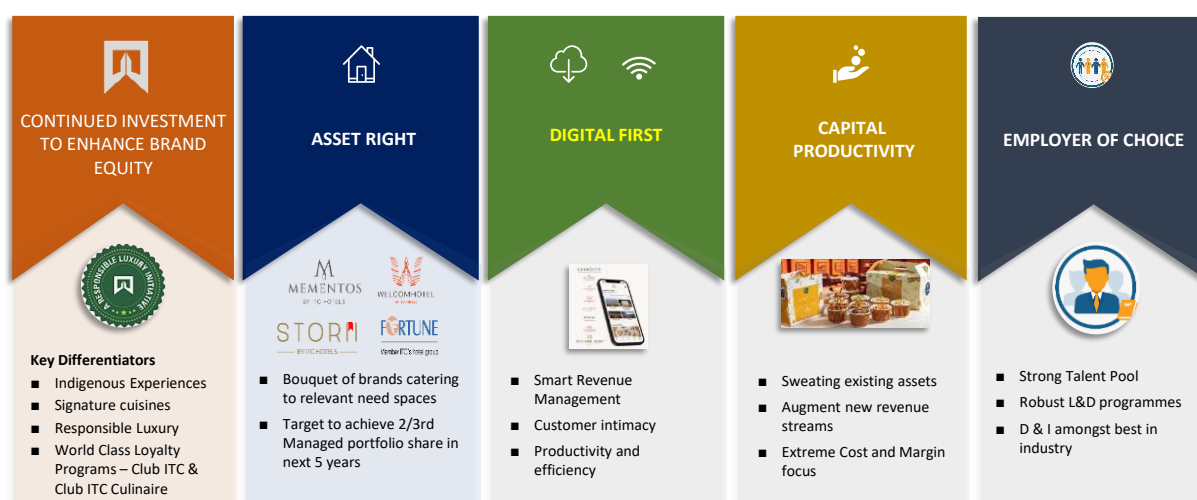 CONTINUED INVESTMENT
TO ENHANCE BRAND
EQUITY
A RESPONSIBLE LUXURY INITIATIVE
Key Differentiators
■ Indigenous Experiences
■ Signature cuisines
■ Responsible Luxury
■ World Class Loyalty
Programs – Club ITC &
Club ITC Culinaire
ASSET RIGHT
M
MEMENTOS
BY ITC HOTELS
WELCOMHOTEL
STORII
BY ITC HOTELS
FORTUNE
Member ITC's hotel group
■ Bouquet of brands catering
to relevant need spaces
■ Target to achieve 2/3rd
Managed portfolio share in
next 5 years
DIGITAL FIRST
■ Smart Revenue
Management
■ Customer intimacy
■ Productivity and
efficiency
CAPITAL
PRODUCTIVITY
■ Sweating existing assets
■ Augment new revenue
streams
■ Extreme Cost and Margin
focus
EMPLOYER OF CHOICE
■ Strong Talent Pool
■ Robust L&D programmes
■ D & I amongst best in
industry